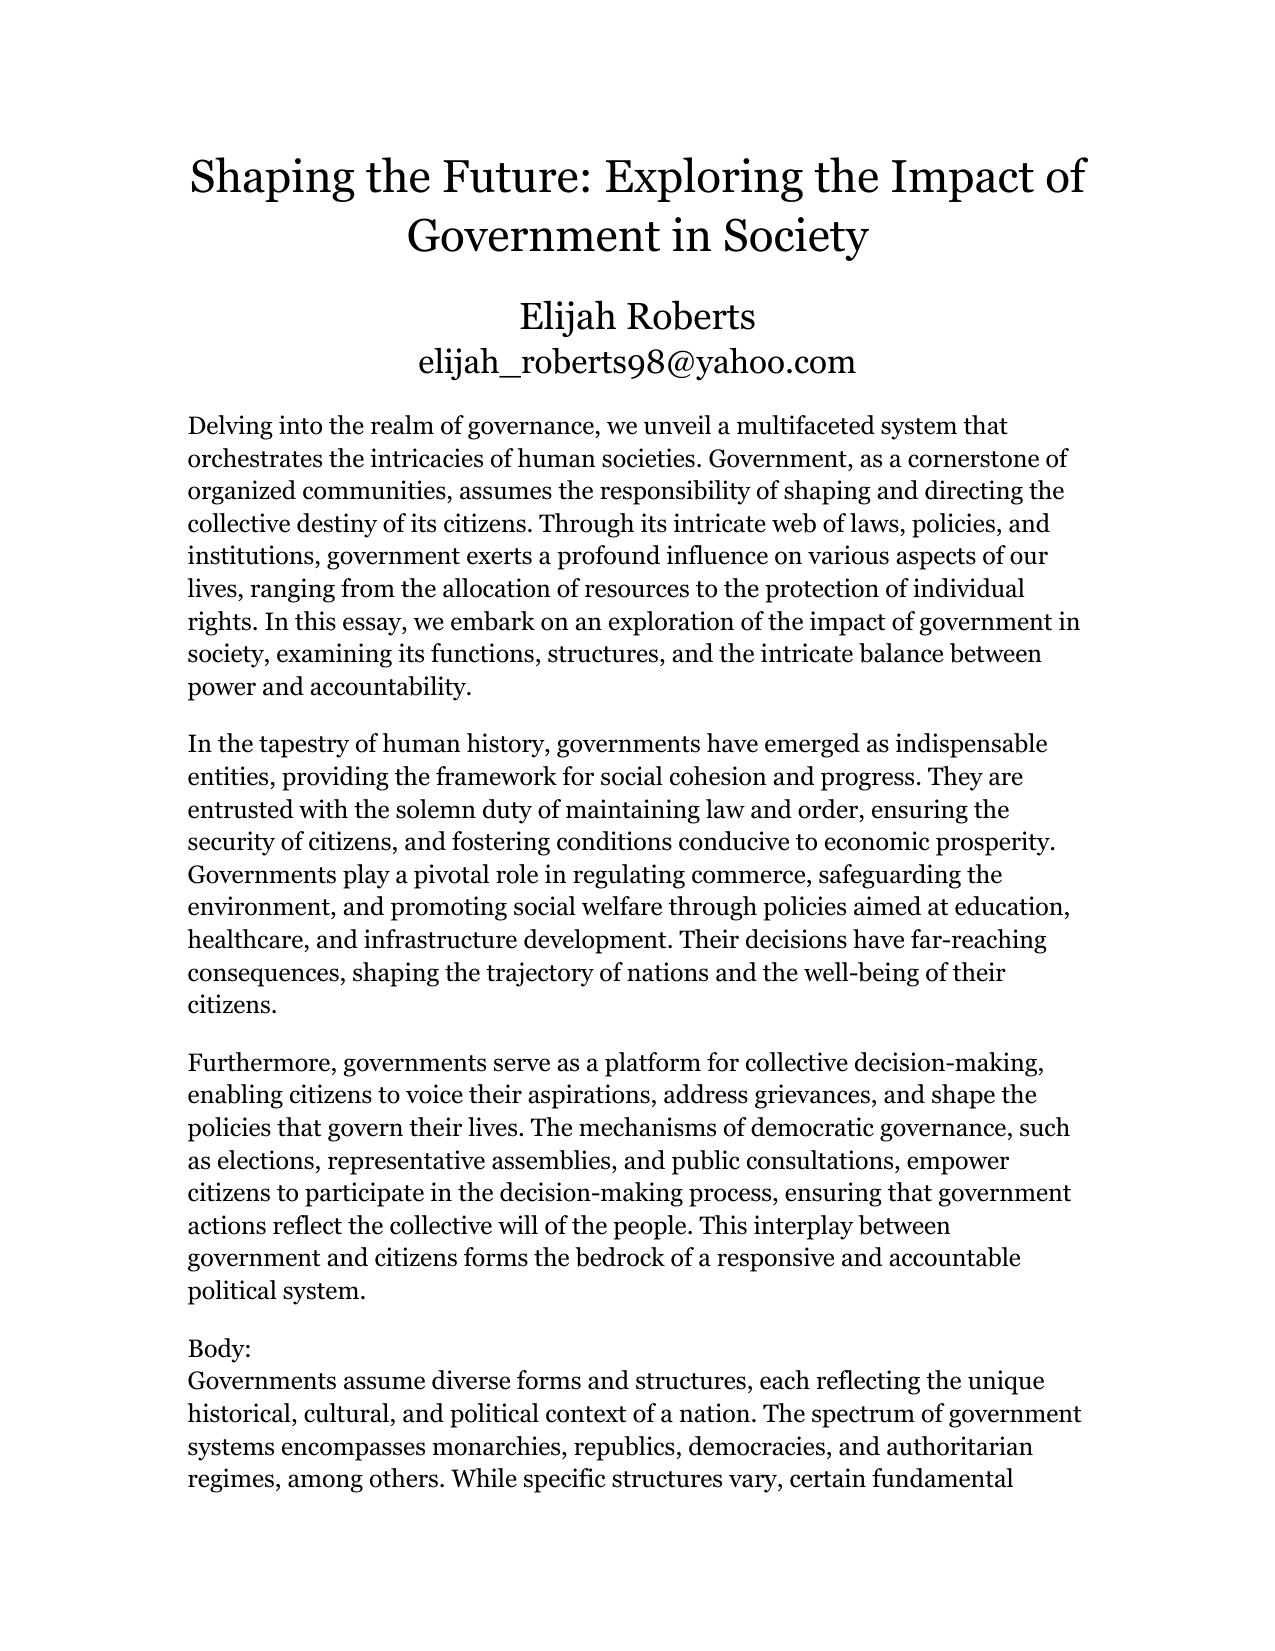 Shaping the Future: Exploring the Impact of
Government in Society
Elijah Roberts
elijah_roberts98@yahoo.com
Delving into the realm of governance, we unveil a multifaceted system that
orchestrates the intricacies of human societies. Government, as a cornerstone of
organized communities, assumes the responsibility of shaping and directing the
collective destiny of its citizens. Through its intricate web of laws, policies, and
institutions, government exerts a profound influence on various aspects of our
lives, ranging from the allocation of resources to the protection of individual
rights. In this essay, we embark on an exploration of the impact of government in
society, examining its functions, structures, and the intricate balance between
power and accountability.
In the tapestry of human history, governments have emerged as indispensable
entities, providing the framework for social cohesion and progress. They are
entrusted with the solemn duty of maintaining law and order, ensuring the
security of citizens, and fostering conditions conducive to economic prosperity.
Governments play a pivotal role in regulating commerce, safeguarding the
environment, and promoting social welfare through policies aimed at education,
healthcare, and infrastructure development. Their decisions have far-reaching
consequences, shaping the trajectory of nations and the well-being of their
citizens.
Furthermore, governments serve as a platform for collective decision-making,
enabling citizens to voice their aspirations, address grievances, and shape the
policies that govern their lives. The mechanisms of democratic governance, such
as elections, representative assemblies, and public consultations, empower
citizens to participate in the decision-making process, ensuring that government
actions reflect the collective will of the people. This interplay between
government and citizens forms the bedrock of a responsive and accountable
political system.
Body:
Governments assume diverse forms and structures, each reflecting the unique
historical, cultural, and political context of a nation. The spectrum of government
systems encompasses monarchies, republics, democracies, and authoritarian
regimes, among others. While specific structures vary, certain fundamental